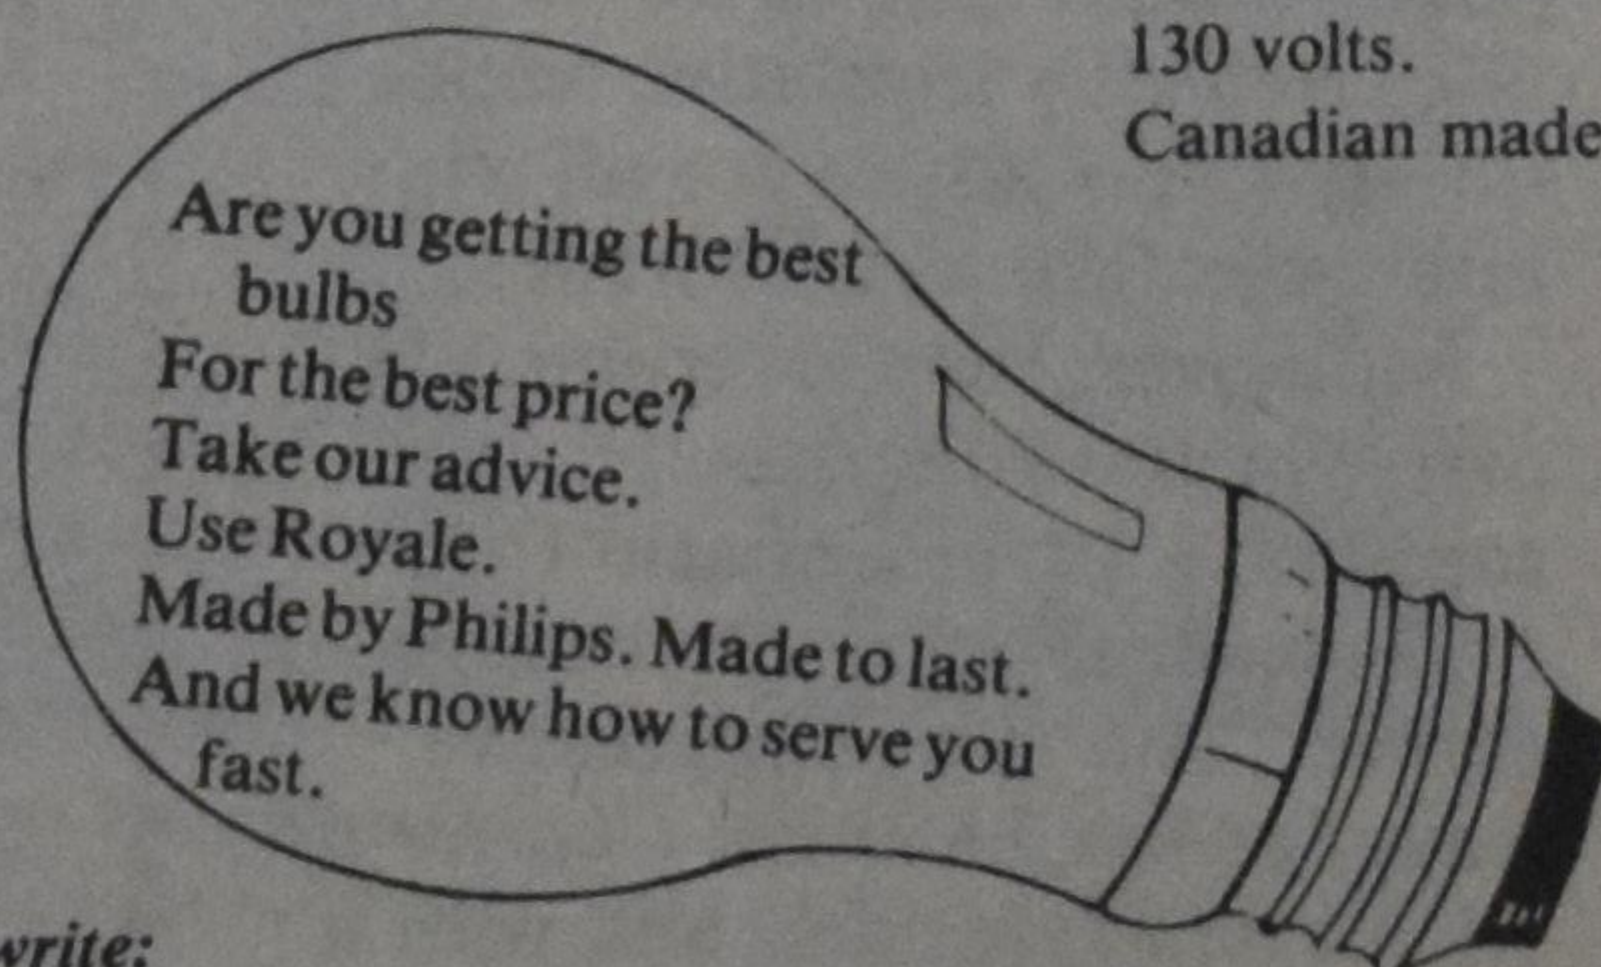 130 volts.
Canadian made
Are you getting the best
bulbs
For the best price?
Take our advice.
Use Royale.
Made by Philips. Made to last.
And we know how to serve you
fast.
write: